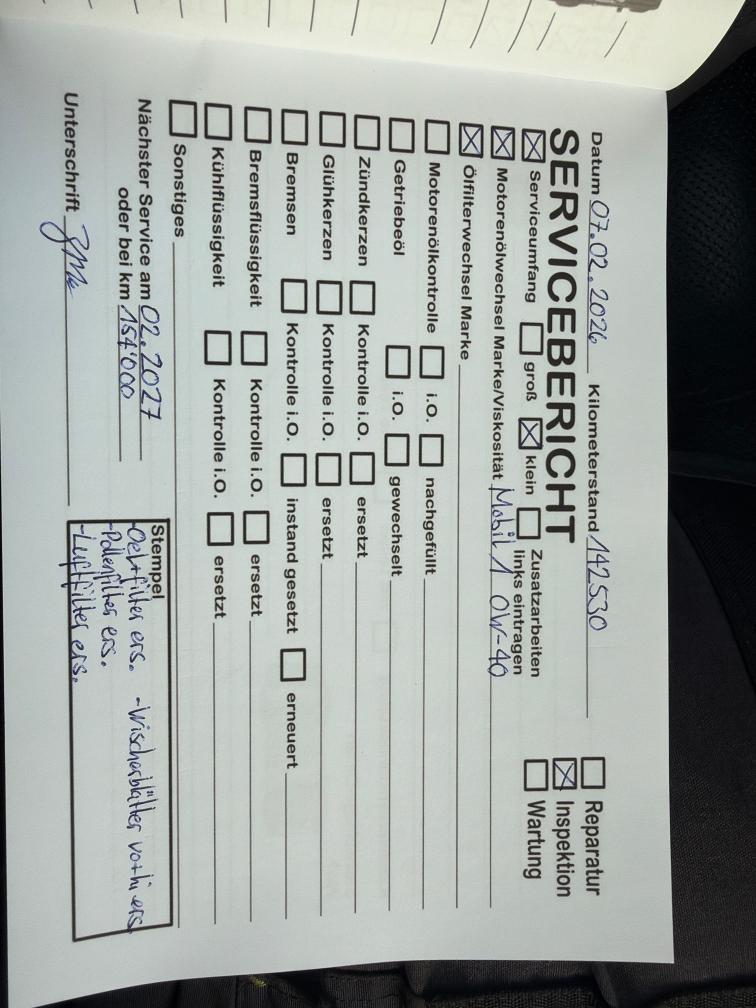 Datum 07.02.2026 Kilometerstand 142530
SERVICEBERICHT
Reparatur
Inspektion
Wartung
Serviceumfang groß klein Zusatzarbeiten links eintragen
Motorenölwechsel Marke/Viskosität Mobil 1 0W-40
Ölfilterwechsel Marke
Motorenölkontrolle i.O. nachgefüllt
Getriebeöl i.O. gewechselt
Zündkerzen Kontrolle i.O. ersetzt
Glühkerzen Kontrolle i.O. ersetzt
Bremsen Kontrolle i.O. instand gesetzt erneuert
Bremsflüssigkeit Kontrolle i.O. ersetzt
Kühlflüssigkeit Kontrolle i.O. ersetzt
Sonstiges
Nächster Service am 02.2027
oder bei km 154'000
Unterschrift
Stempel
-Oel+filter ers. -Wischerblätter vo+hi ers
-Pollenfilter ers.
-Luftfilter ers.